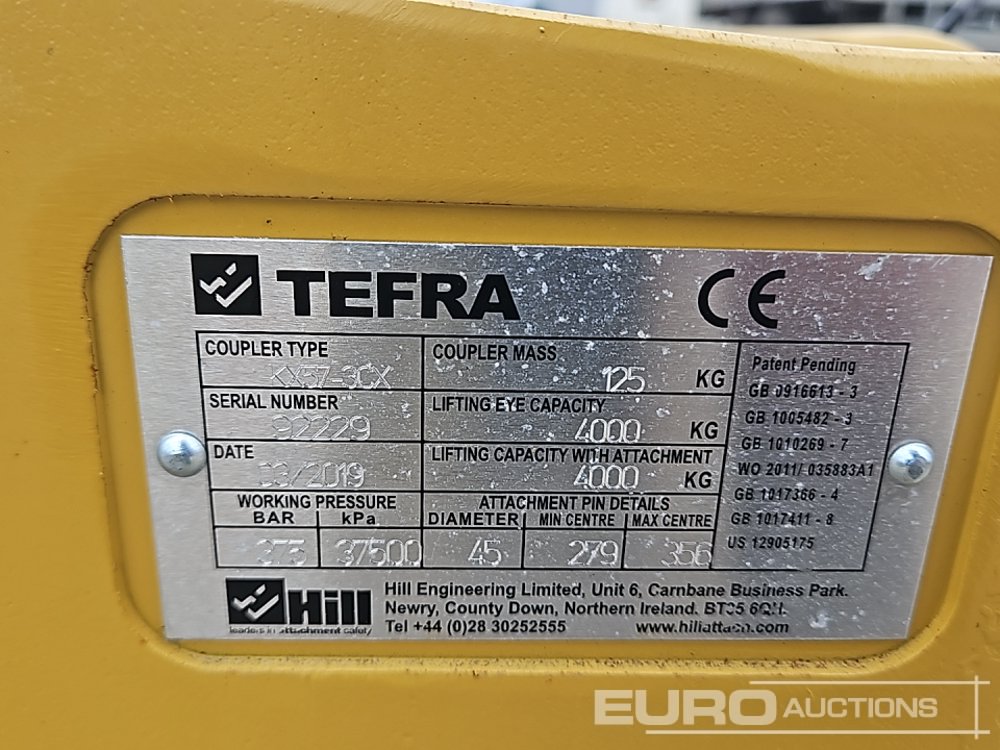 TEFRA CE
COUPLER TYPE
KX57-3CX
COUPLER MASS
125 KG
SERIAL NUMBER
92229
LIFTING EYE CAPACITY
4000 KG
DATE
03/2019
LIFTING CAPACITY WITH ATTACHMENT
4000 KG
WORKING PRESSURE
BAR kPa
375 37500
ATTACHMENT PIN DETAILS
DIAMETER MIN CENTRE MAX CENTRE
45 279 356
Patent Pending
GB 0916613 - 3
GB 1005482 - 3
GB 1010269 - 7
WO 2011/ 035883A1
GB 1017366 - 4
GB 1017411 - 8
US 12905175
Hill
leaders in attachment safety
Hill Engineering Limited, Unit 6, Carnbane Business Park.
Newry, County Down, Northern Ireland. BT35 6QH.
Tel +44 (0)28 30252555 www.hillattach.com
EURO AUCTIONS